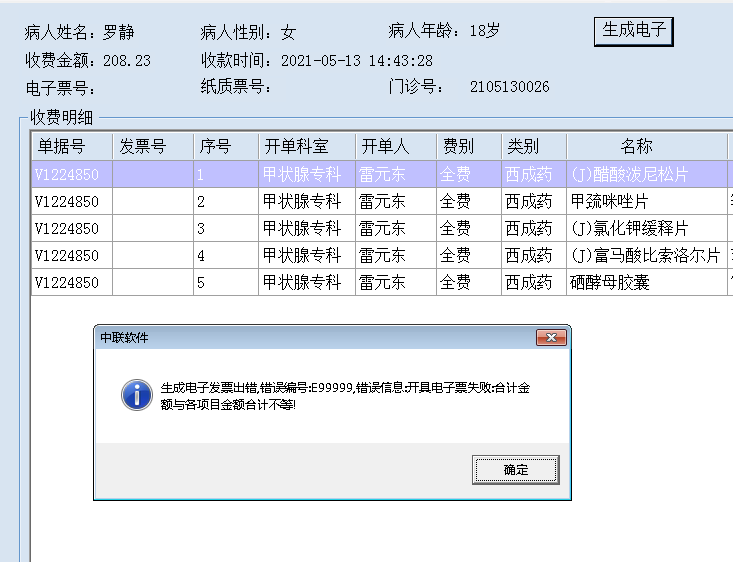 病人姓名：罗静 病人性别：女 病人年龄：18岁 生成电子
收费金额：208.23 收款时间：2021-05-13 14:43:28
电子票号： 纸质票号： 门诊号： 2105130026
收费明细
单据号 发票号 序号 开单科室 开单人 费别 类别 名称
V1224850 1 甲状腺专科 雷元东 全费 西成药 (J)醋酸泼尼松片
V1224850 2 甲状腺专科 雷元东 全费 西成药 甲巯咪唑片
V1224850 3 甲状腺专科 雷元东 全费 西成药 (J)氯化钾缓释片
V1224850 4 甲状腺专科 雷元东 全费 西成药 (J)富马酸比索洛尔片
V1224850 5 甲状腺专科 雷元东 全费 西成药 硒酵母胶囊
中联软件
生成电子发票出错,错误编号:E99999,错误信息:开具电子票失败:合计金
额与各项目金额合计不等!
确定